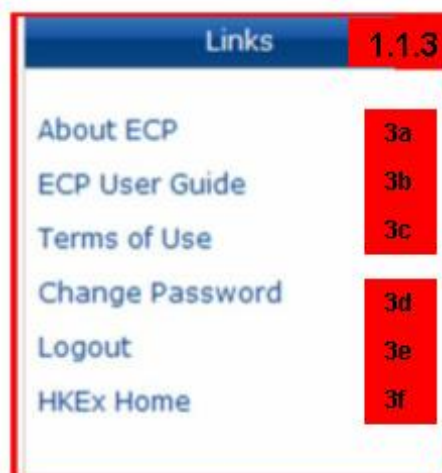 Links 1.1.3
About ECP 3a
ECP User Guide 3b
Terms of Use 3c
Change Password 3d
Logout 3e
HKEx Home 3f